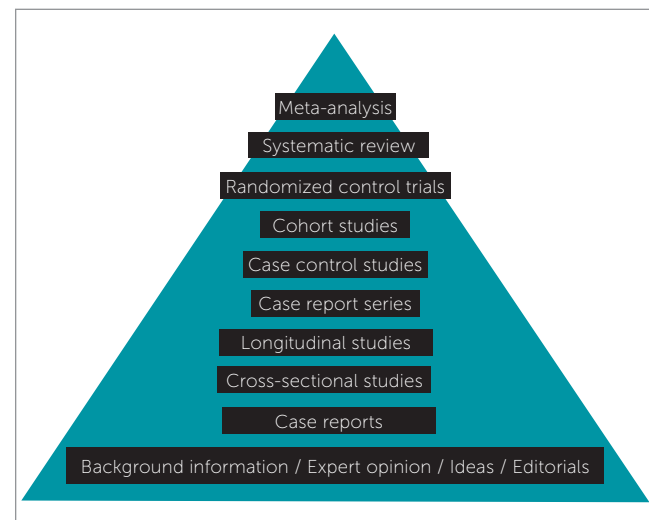 Meta-analysis
Systematic review
Randomized control trials
Cohort studies
Case control studies
Case report series
Longitudinal studies
Cross-sectional studies
Case reports
Background information / Expert opinion / Ideas / Editorials